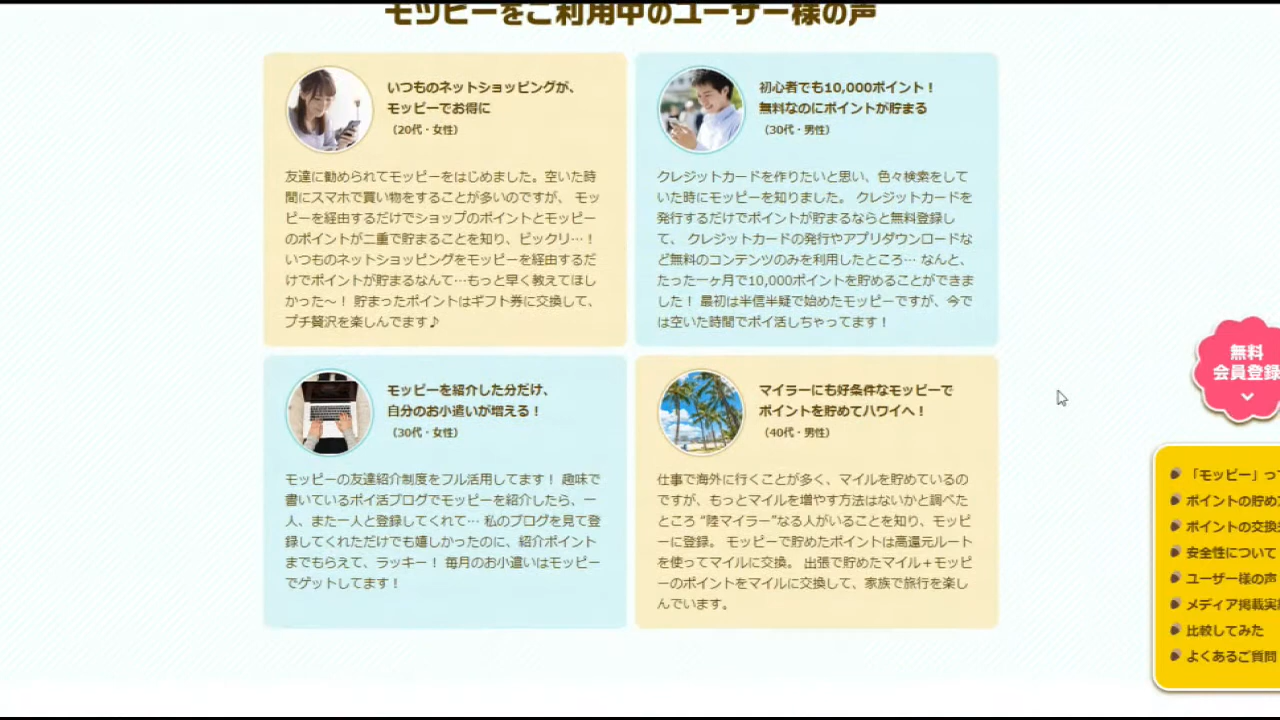 モッピーをご利用中のユーザー様の声
いつものネットショッピングが、
モッピーでお得に
（20代・女性）
友達に勧められてモッピーをはじめました。空いた時
間にスマホで買い物をすることが多いのですが、 モッ
ピーを経由するだけでショップのポイントとモッピー
のポイントが二重で貯まることを知り、ビックリ…！
いつものネットショッピングをモッピーを経由するだ
けでポイントが貯まるなんて…もっと早く教えてほし
かった～！ 貯まったポイントはギフト券に交換して、
プチ贅沢を楽しんでます♪
初心者でも10,000ポイント！
無料なのにポイントが貯まる
（30代・男性）
クレジットカードを作りたいと思い、色々検索をして
いた時にモッピーを知りました。 クレジットカードを
発行するだけでポイントが貯まるならと無料登録し
て、 クレジットカードの発行やアプリダウンロードな
ど無料のコンテンツのみを利用したところ… なんと、
たった一ヶ月で10,000ポイントを貯めることができま
した！ 最初は半信半疑で始めたモッピーですが、今で
は空いた時間でポイ活しちゃってます！
モッピーを紹介した分だけ、
自分のお小遣いが増える！
（30代・女性）
モッピーの友達紹介制度をフル活用してます！ 趣味で
書いているポイ活ブログでモッピーを紹介したら、一
人、また一人と登録してくれて… 私のブログを見て登
録してくれただけでも嬉しかったのに、紹介ポイント
までもらえて、ラッキー！ 毎月のお小遣いはモッピー
でゲットしてます！
マイラーにも好条件なモッピーで
ポイントを貯めてハワイへ！
（40代・男性）
仕事で海外に行くことが多く、マイルを貯めているの
ですが、もっとマイルを増やす方法はないかと調べた
ところ “陸マイラー”なる人がいることを知り、モッピ
ーに登録。 モッピーで貯めたポイントは高還元ルート
を使ってマイルに交換。 出張で貯めたマイル＋モッピ
ーのポイントをマイルに交換して、家族で旅行を楽し
んでいます。
無料
会員登録
「モッピー」っ
ポイントの貯め
ポイントの交換
安全性について
ユーザー様の声
メディア掲載実
比較してみた
よくあるご質問